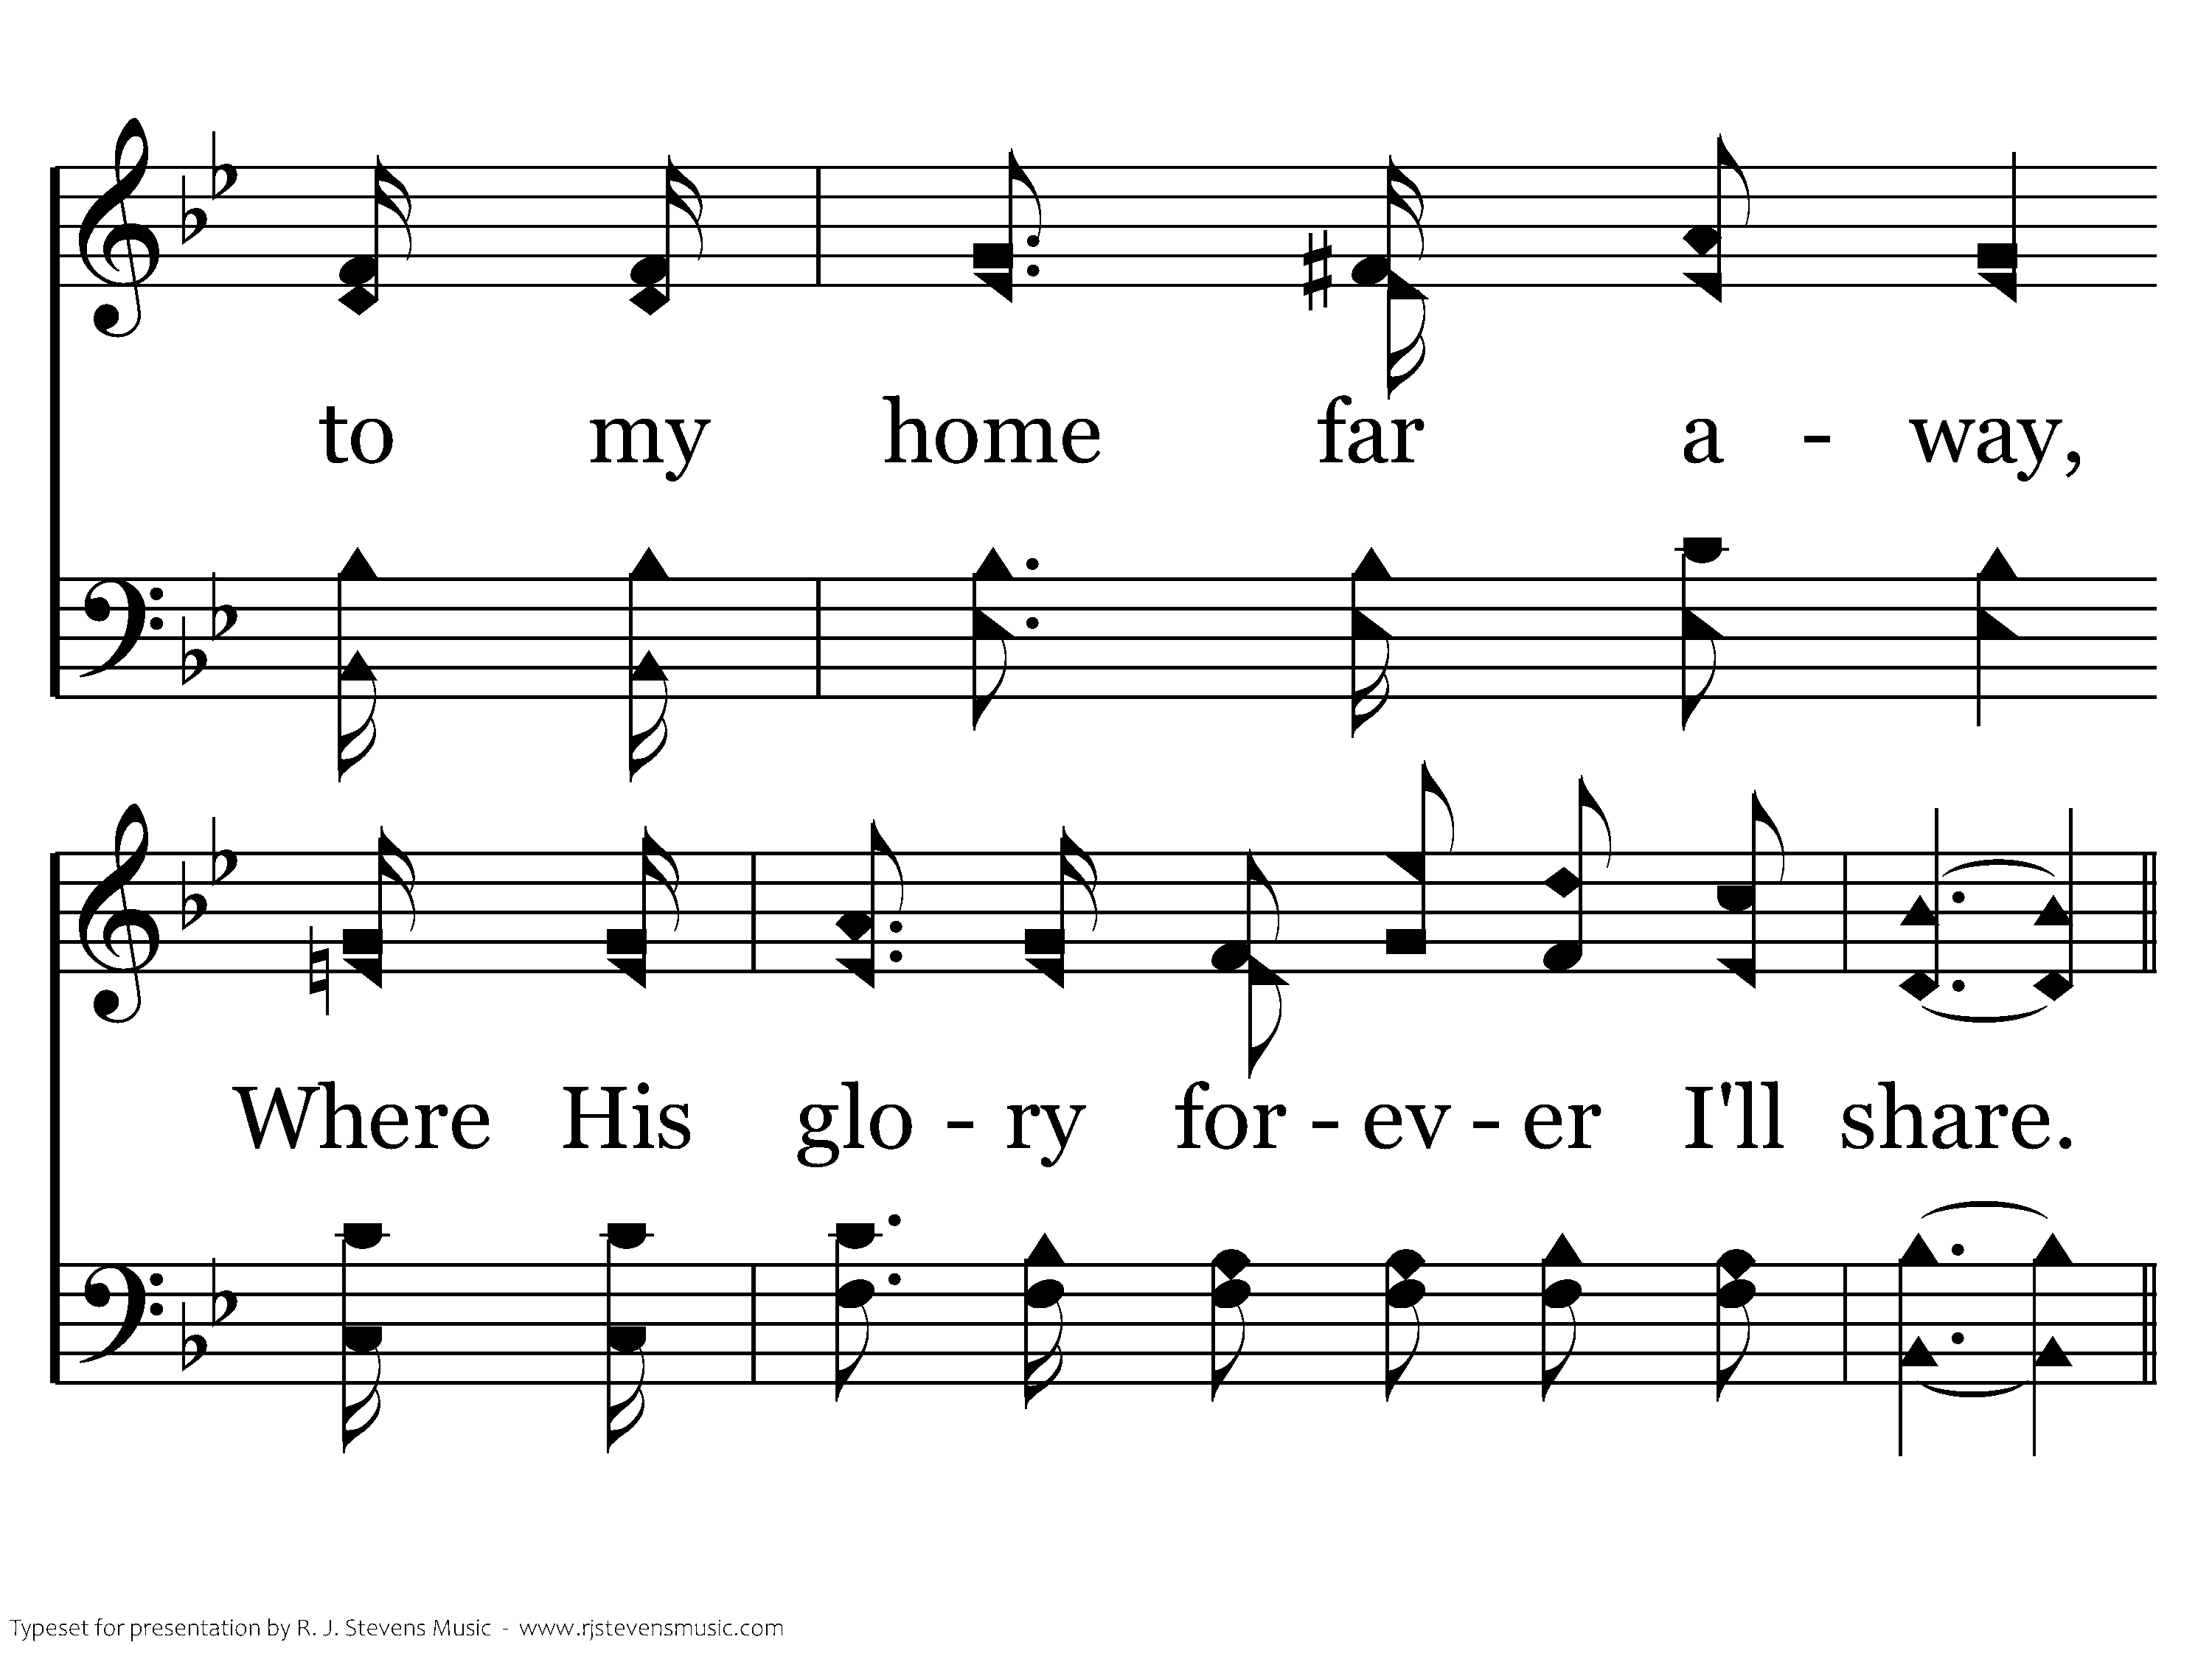 to my home far a - way,
Where His glo - ry for - ev - er I'll share.
Typeset for presentation by R. J. Stevens Music - www.rjstevensmusic.com